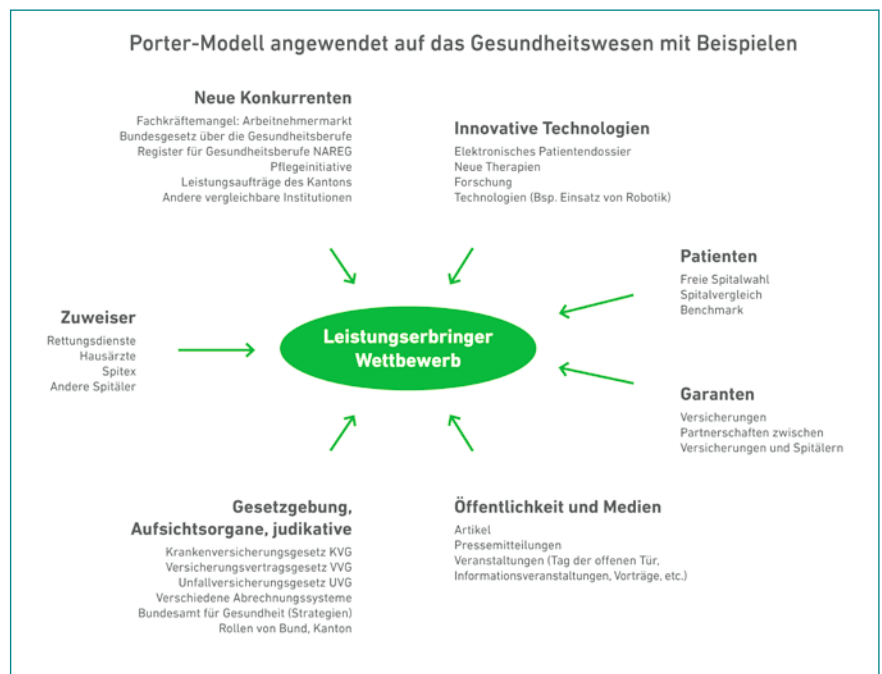 Porter-Modell angewendet auf das Gesundheitswesen mit Beispielen
Neue Konkurrenten
Fachkräftemangel: Arbeitnehmermarkt
Bundesgesetz über die Gesundheitsberufe
Register für Gesundheitsberufe NAREG
Pflegeinitiative
Leistungsaufträge des Kantons
Andere vergleichbare Institutionen
Innovative Technologien
Elektronisches Patientendossier
Neue Therapien
Forschung
Technologien (Bsp. Einsatz von Robotik)
Patienten
Freie Spitalwahl
Spitalvergleich
Benchmark
Zuweiser
Rettungsdienste
Hausärzte
Spitex
Andere Spitäler
Leistungserbringer
Wettbewerb
Garanten
Versicherungen
Partnerschaften zwischen
Versicherungen und Spitälern
Gesetzgebung,
Aufsichtsorgane, judikative
Krankenversicherungsgesetz KVG
Versicherungsvertragsgesetz VVG
Unfallversicherungsgesetz UVG
Verschiedene Abrechnungssysteme
Bundesamt für Gesundheit (Strategien)
Rollen von Bund, Kanton
Öffentlichkeit und Medien
Artikel
Pressemitteilungen
Veranstaltungen (Tag der offenen Tür,
Informationsveranstaltungen, Vorträge, etc.)